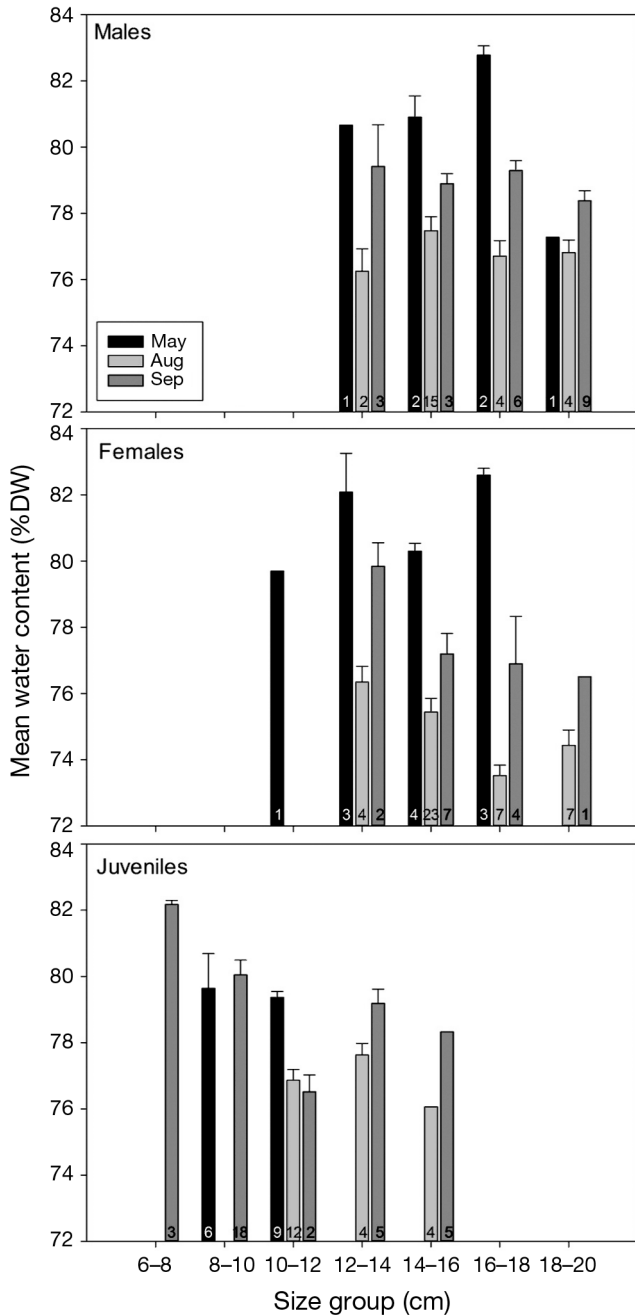 84
Males
82
80
78
76
74
May
Aug
Sep
72
1 2 3 2 15 3 2 4 6 1 4 9
84
Females
82
80
78
76
74
72
1 3 4 2 4 23 7 3 7 4 7 1
Mean water content (%DW)
84
Juveniles
82
80
78
76
74
72
3 6 18 9 12 2 4 5 4 5
6–8 8–10 10–12 12–14 14–16 16–18 18–20
Size group (cm)